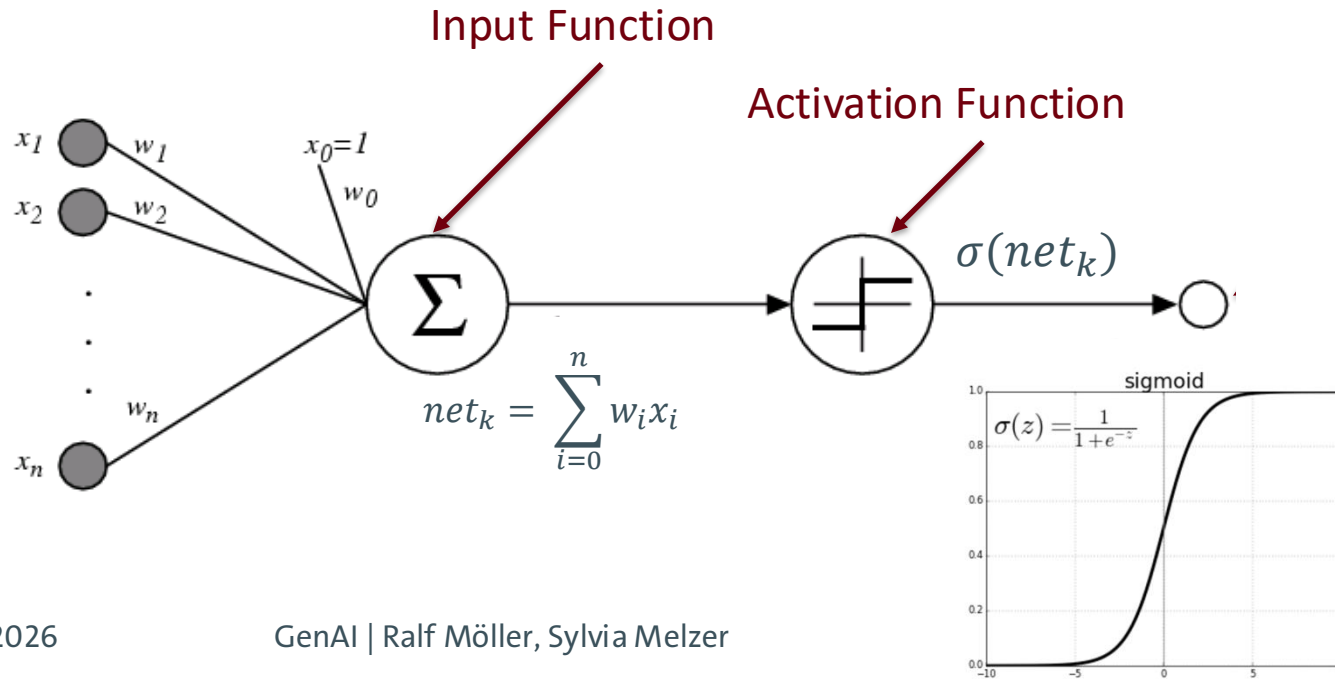 Input Function
Activation Function
x₁
w₁
x₀=1
x₂
w₂
w₀
Σ
σ(netₖ)
.
.
.
wₙ
xₙ
netₖ = ∑ᵢ₌₀ⁿ wᵢxᵢ
sigmoid
σ(z) = 1/(1+e⁻ᶻ)
1.0
0.8
0.6
0.4
0.2
0.0
−10 −5 0 5
2026 GenAI | Ralf Möller, Sylvia Melzer